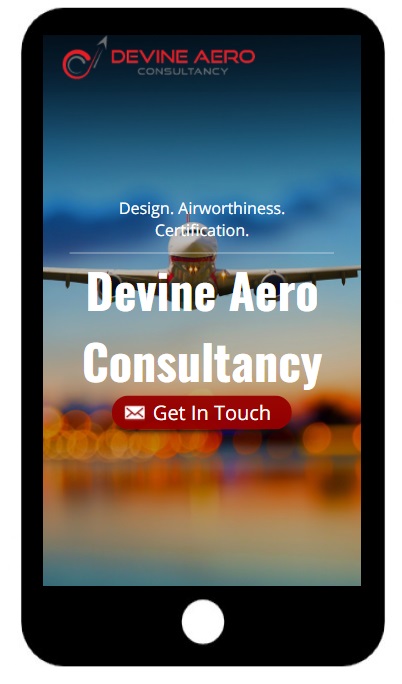 DEVINE AERO
CONSULTANCY
Design. Airworthiness.
Certification.
Devine Aero
Consultancy
Get In Touch